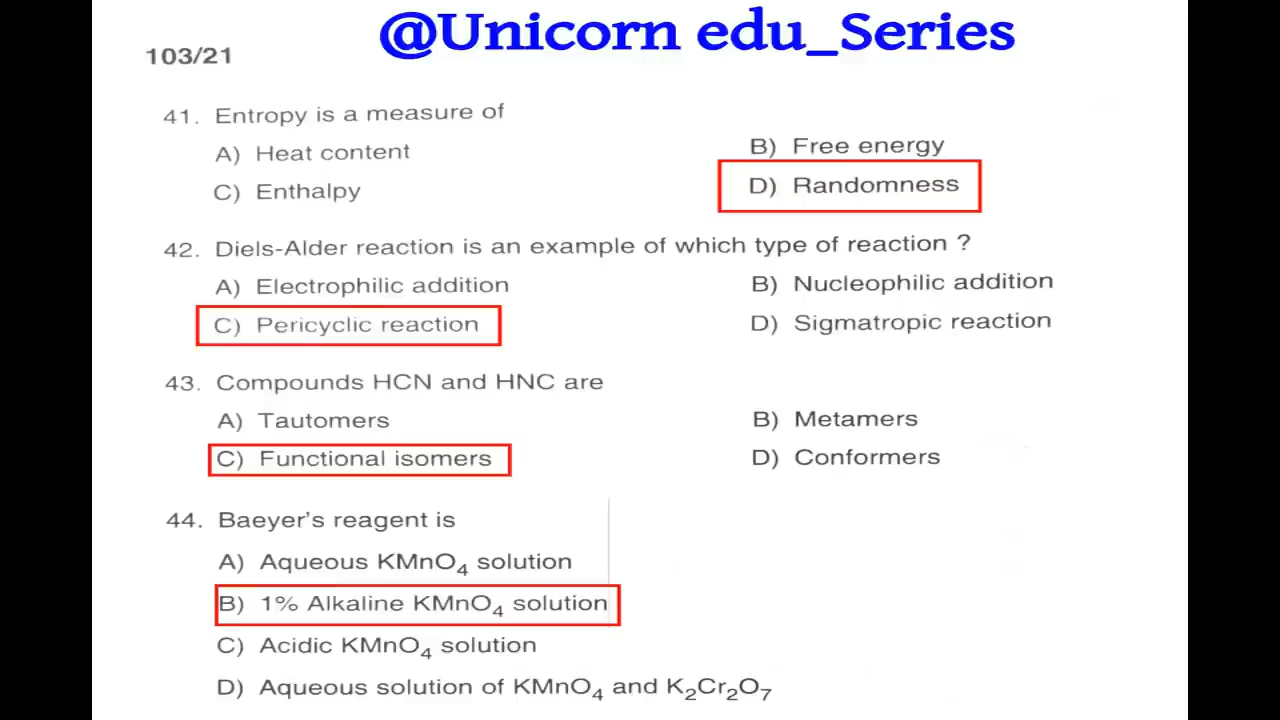 @Unicorn edu_Series
103/21
41. Entropy is a measure of
A) Heat content
B) Free energy
C) Enthalpy
D) Randomness
42. Diels-Alder reaction is an example of which type of reaction ?
A) Electrophilic addition
B) Nucleophilic addition
C) Pericyclic reaction
D) Sigmatropic reaction
43. Compounds HCN and HNC are
A) Tautomers
B) Metamers
C) Functional isomers
D) Conformers
44. Baeyer's reagent is
A) Aqueous KMnO₄ solution
B) 1% Alkaline KMnO₄ solution
C) Acidic KMnO₄ solution
D) Aqueous solution of KMnO₄ and K₂Cr₂O₇